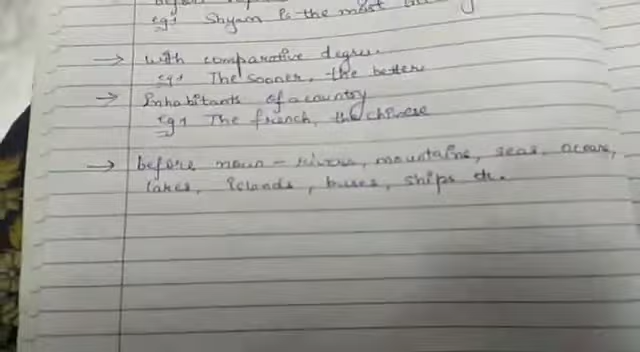 eg:- Shyam is the most
→ with comparative degree.
eg:- The sooner, the better
→ Inhabitants of a country
eg:- The french, the chinese
→ before noun - rivers, mountains, seas, oceans,
lakes, islands, buses, ships etc.